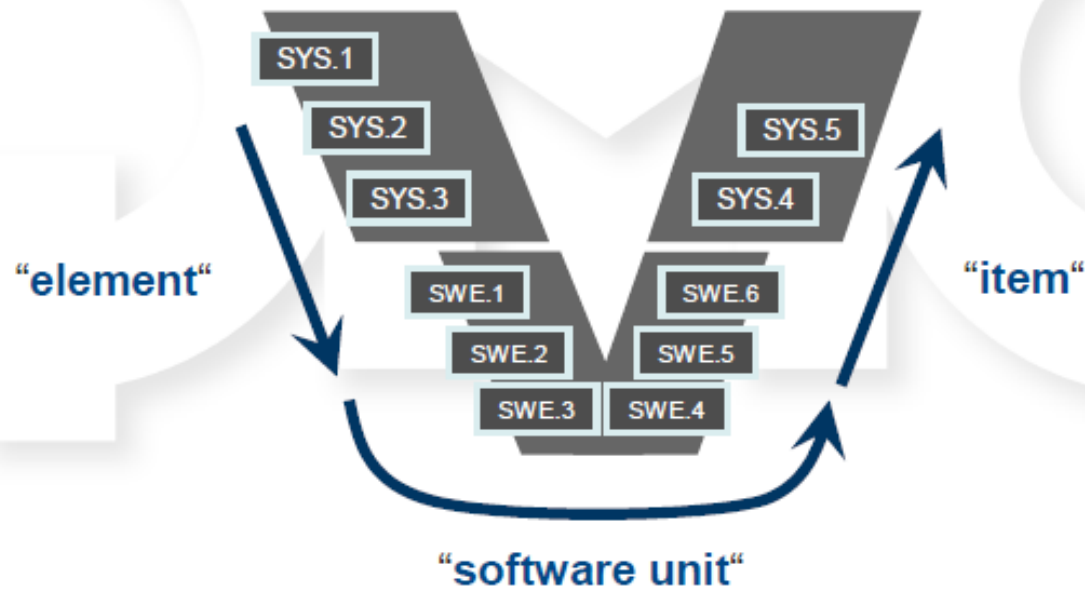 SYS.1
SYS.2
SYS.5
SYS.3
SYS.4
“element“
“item“
SWE.1
SWE.6
SWE.2
SWE.5
SWE.3
SWE.4
“software unit“